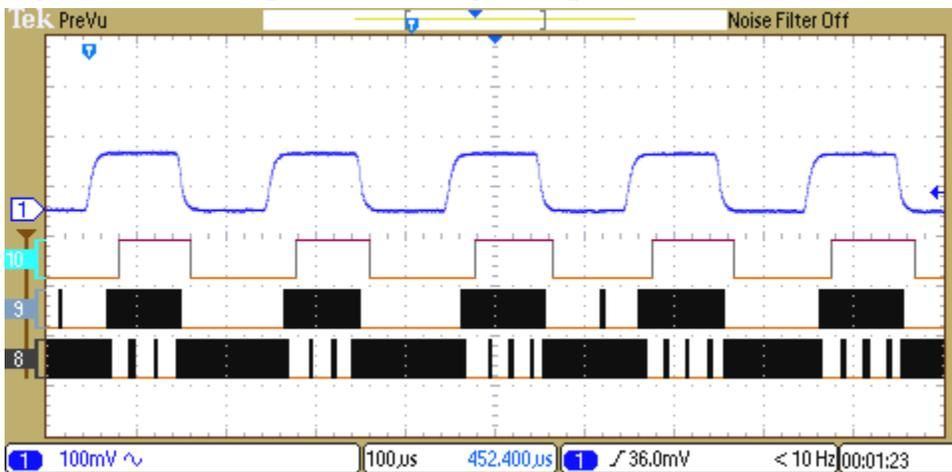 Tek PreVu
Noise Filter Off
T
T
1
10
9
8
1 100mV 100µs 452.400µs 1 36.0mV < 10 Hz 00:01:23